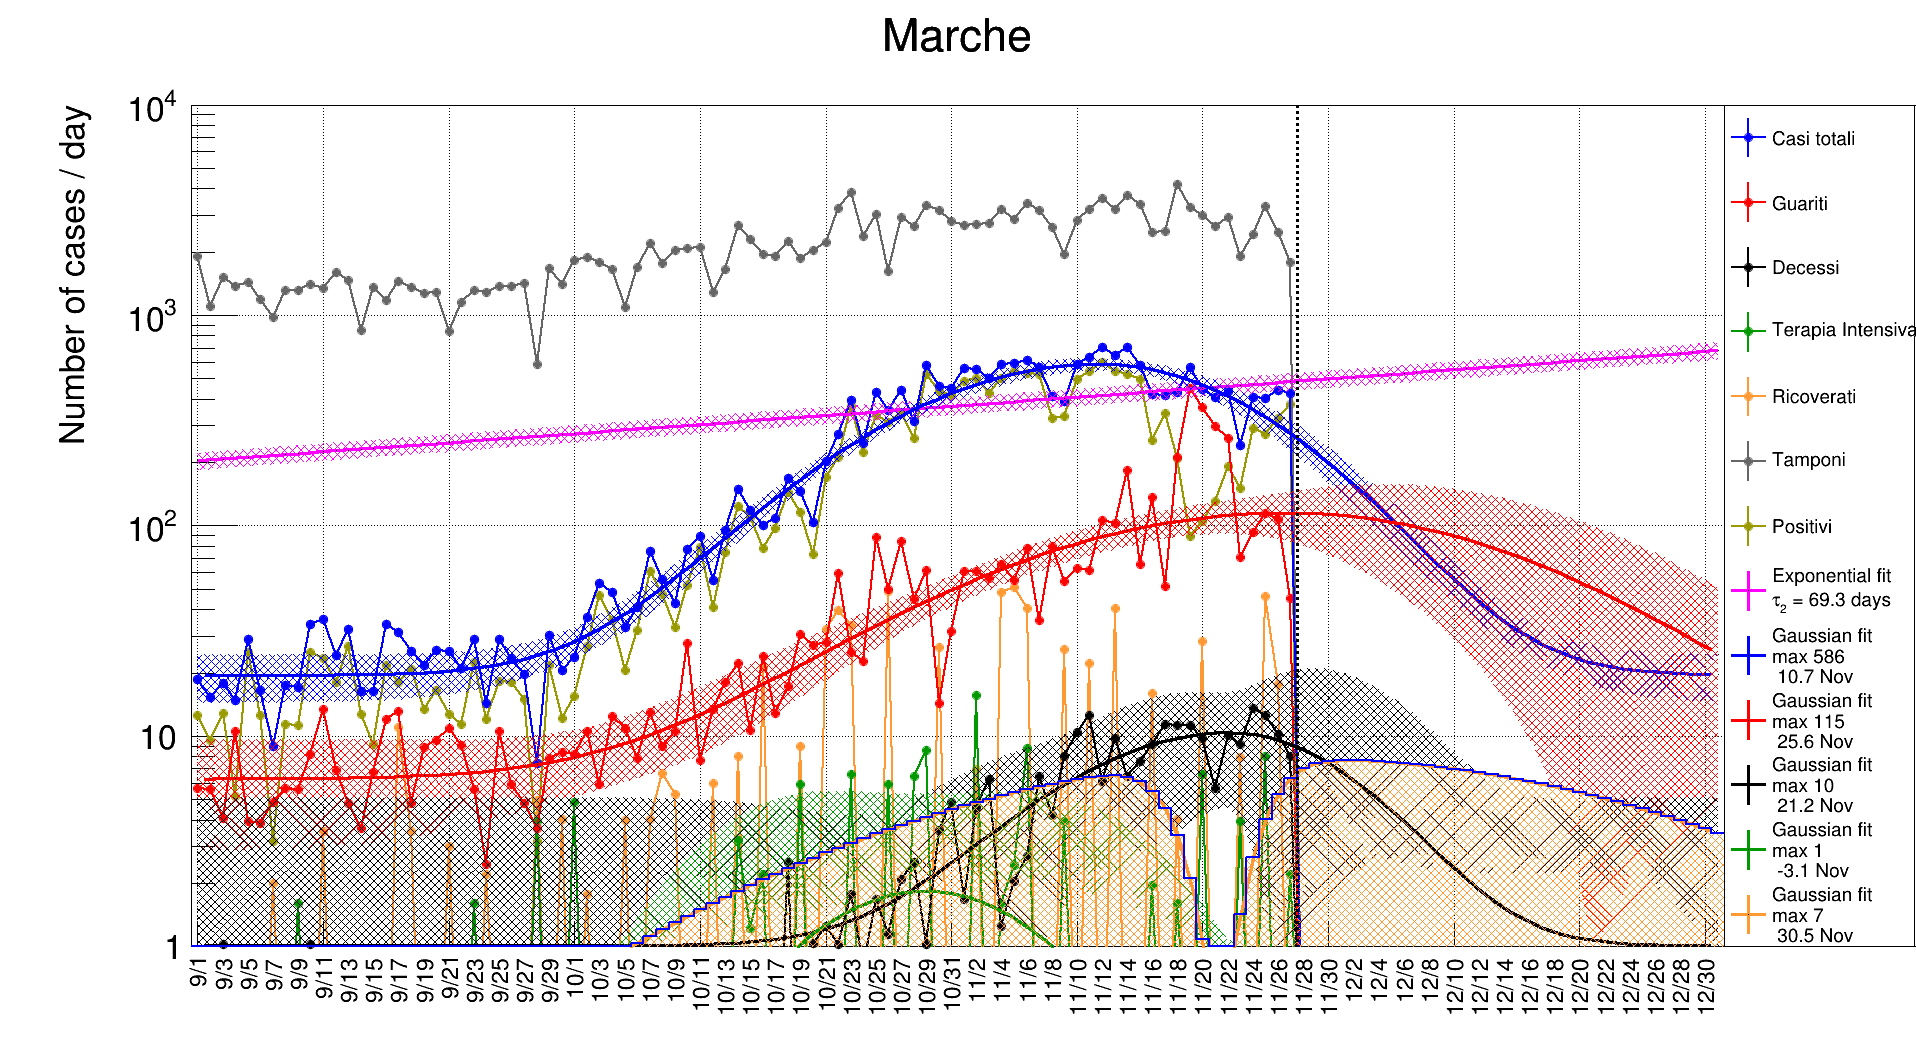 Marche
Number of cases / day
10^4
10^3
10^2
10
1
9/1 9/3 9/5 9/7 9/9 9/11 9/13 9/15 9/17 9/19 9/21 9/23 9/25 9/27 9/29 10/1 10/3 10/5 10/7 10/9 10/11 10/13 10/15 10/17 10/19 10/21 10/23 10/25 10/27 10/29 10/31 11/2 11/4 11/6 11/8 11/10 11/12 11/14 11/16 11/18 11/20 11/22 11/24 11/26 11/28 11/30 12/2 12/4 12/6 12/8 12/10 12/12 12/14 12/16 12/18 12/20 12/22 12/24 12/26 12/28 12/30
Casi totali
Guariti
Decessi
Terapia Intensiva
Ricoverati
Tamponi
Positivi
Exponential fit
τ2 = 69.3 days
Gaussian fit
max 586
10.7 Nov
Gaussian fit
max 115
25.6 Nov
Gaussian fit
max 10
21.2 Nov
Gaussian fit
max 1
-3.1 Nov
Gaussian fit
max 7
30.5 Nov